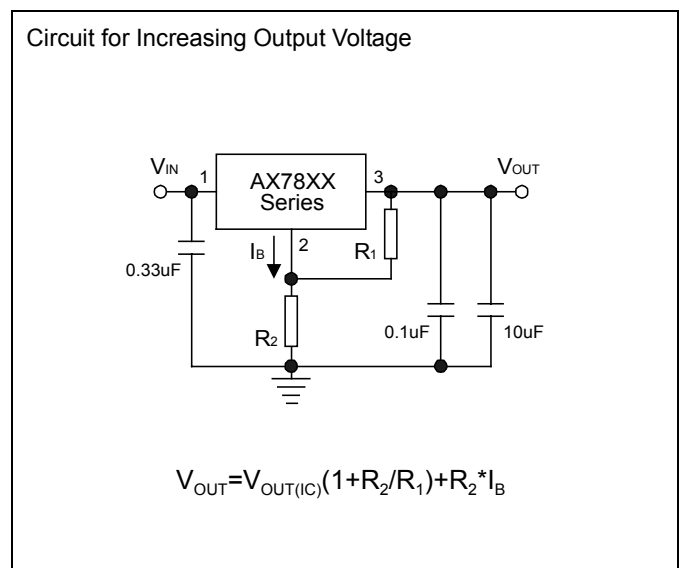 Circuit for Increasing Output Voltage
VIN
1
AX78XX
Series
3
VOUT
IB
2
R1
0.33uF
R2
0.1uF
10uF
VOUT=VOUT(IC)(1+R2/R1)+R2*IB